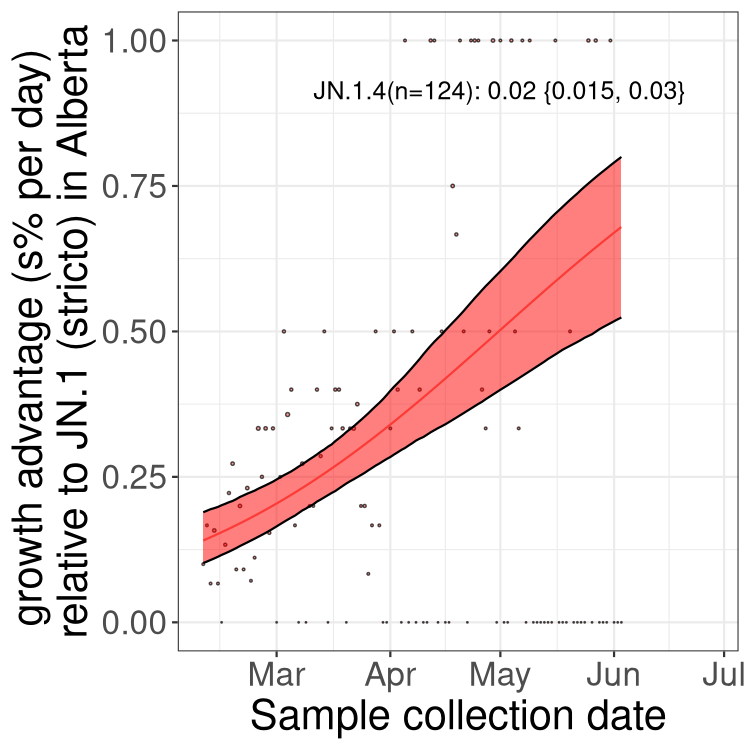 growth advantage (s% per day)
relative to JN.1 (stricto) in Alberta
1.00
JN.1.4(n=124): 0.02 {0.015, 0.03}
0.75
0.50
0.25
0.00
Mar Apr May Jun Jul
Sample collection date